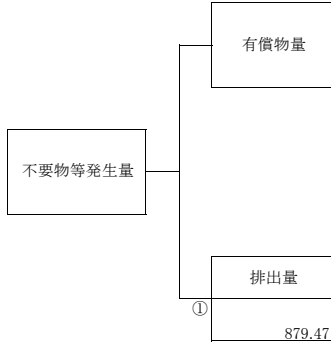 有償物量
不要物等発生量
排出量
①
879.47